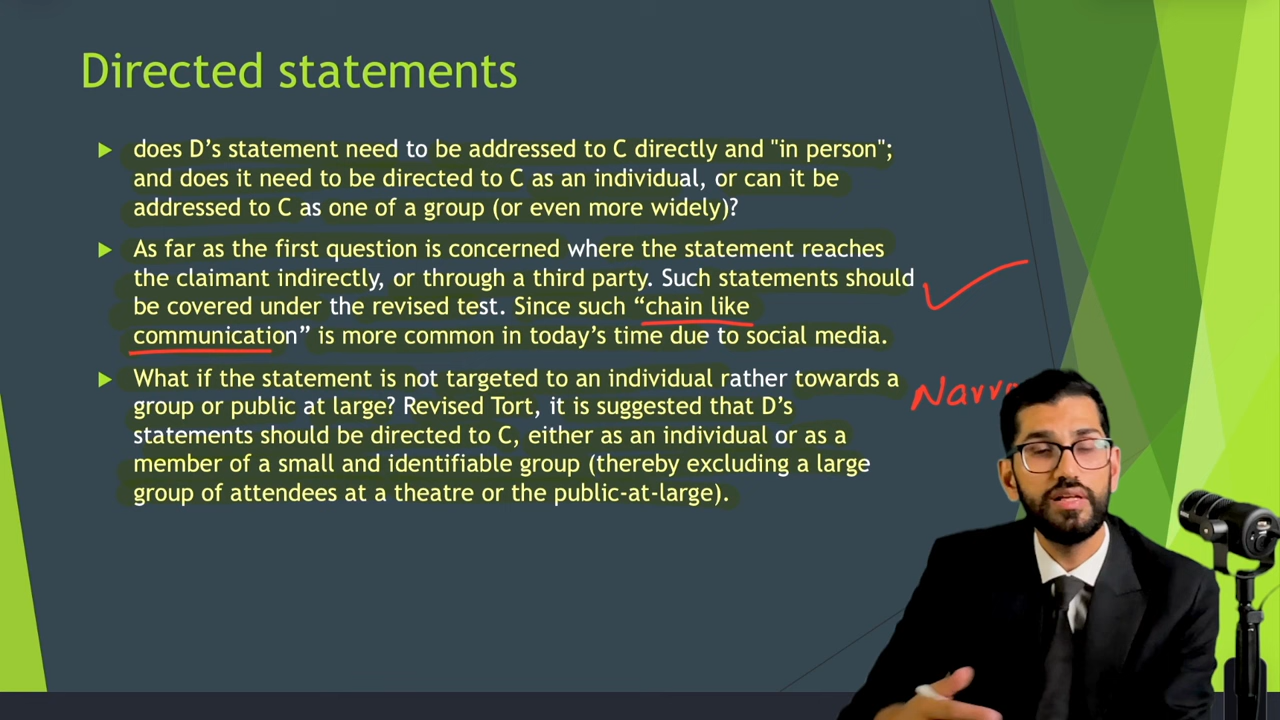 Directed statements
does D's statement need to be addressed to C directly and "in person";
and does it need to be directed to C as an individual, or can it be
addressed to C as one of a group (or even more widely)?
As far as the first question is concerned where the statement reaches
the claimant indirectly, or through a third party. Such statements should
be covered under the revised test. Since such “chain like
communication” is more common in today’s time due to social media.
What if the statement is not targeted to an individual rather towards a
group or public at large? Revised Tort, it is suggested that D’s
statements should be directed to C, either as an individual or as a
member of a small and identifiable group (thereby excluding a large
group of attendees at a theatre or the public-at-large).